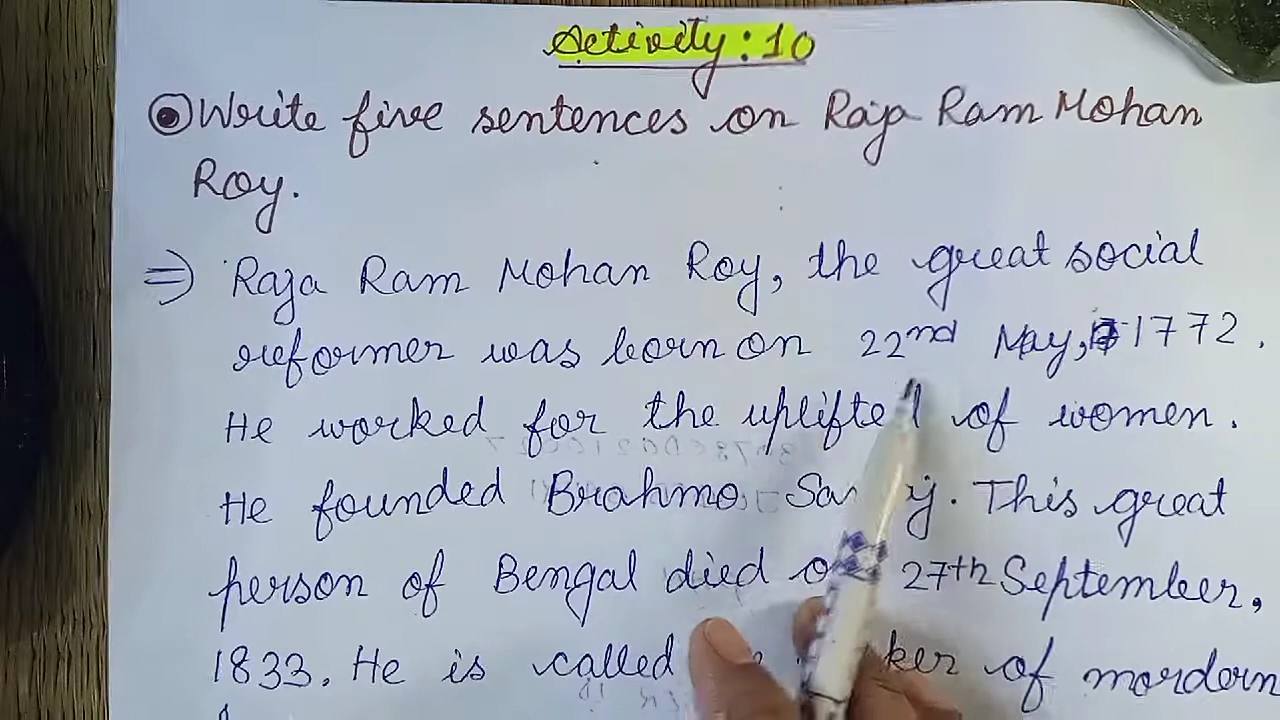 Activity : 10
Write five sentences on Raja Ram Mohan
Roy.
⇒ Raja Ram Mohan Roy, the great social
reformer was born on 22nd May, 1772.
He worked for the uplifted of women.
He founded Brahmo. This great
person of Bengal died 27th September,
1833. He is called of mordern